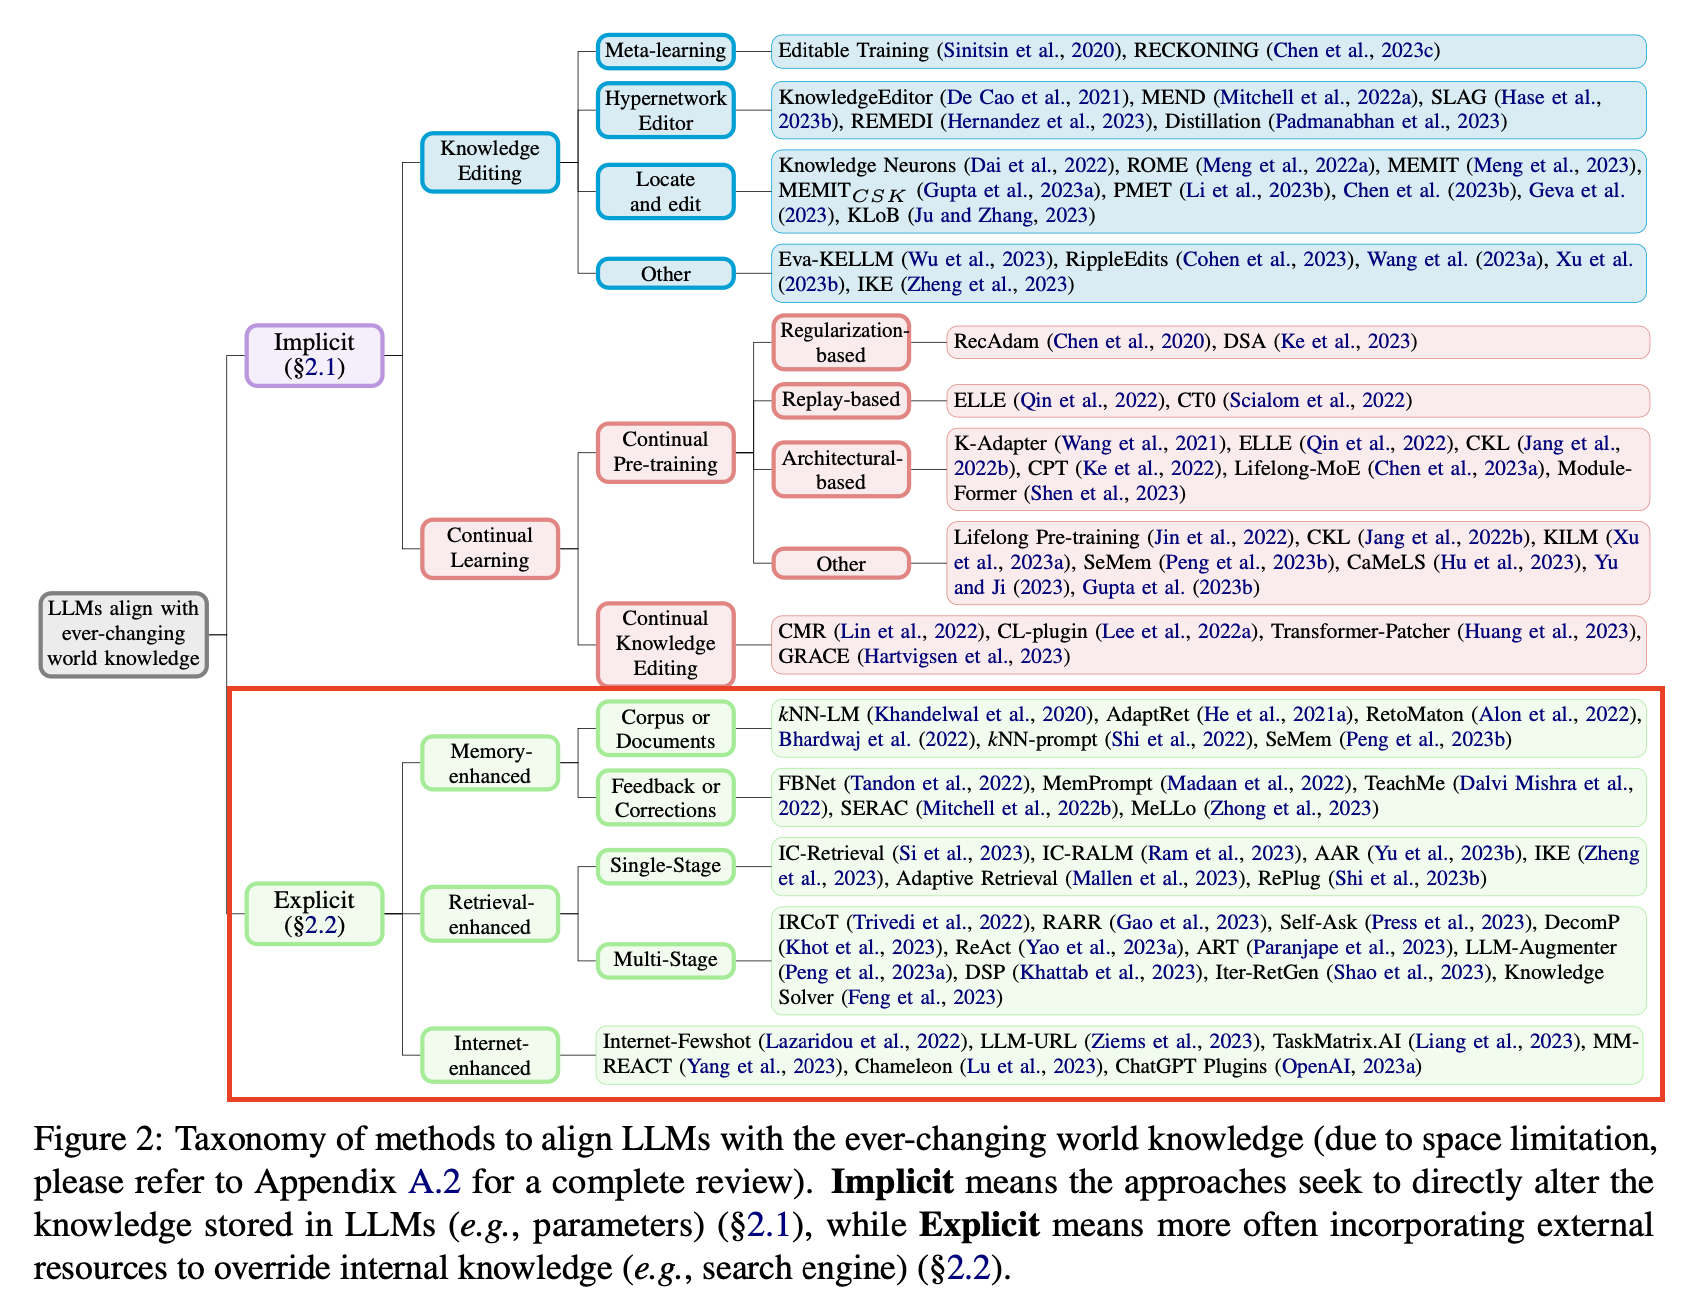 Meta-learning
Editable Training (Sinitsin et al., 2020), RECKONING (Chen et al., 2023c)
Hypernetwork
Editor
KnowledgeEditor (De Cao et al., 2021), MEND (Mitchell et al., 2022a), SLAG (Hase et al.,
2023b), REMEDI (Hernandez et al., 2023), Distillation (Padmanabhan et al., 2023)
Knowledge
Editing
Locate
and edit
Knowledge Neurons (Dai et al., 2022), ROME (Meng et al., 2022a), MEMIT (Meng et al., 2023),
MEMIT_CSK (Gupta et al., 2023a), PMET (Li et al., 2023b), Chen et al. (2023b), Geva et al.
(2023), KLoB (Ju and Zhang, 2023)
Other
Eva-KELLM (Wu et al., 2023), RippleEdits (Cohen et al., 2023), Wang et al. (2023a), Xu et al.
(2023b), IKE (Zheng et al., 2023)
Implicit
(§2.1)
Regularization-
based
RecAdam (Chen et al., 2020), DSA (Ke et al., 2023)
Replay-based
ELLE (Qin et al., 2022), CT0 (Scialom et al., 2022)
Continual
Pre-training
Architectural-
based
K-Adapter (Wang et al., 2021), ELLE (Qin et al., 2022), CKL (Jang et al.,
2022b), CPT (Ke et al., 2022), Lifelong-MoE (Chen et al., 2023a), Module-
Former (Shen et al., 2023)
Continual
Learning
Other
Lifelong Pre-training (Jin et al., 2022), CKL (Jang et al., 2022b), KILM (Xu
et al., 2023a), SeMem (Peng et al., 2023b), CaMeLS (Hu et al., 2023), Yu
and Ji (2023), Gupta et al. (2023b)
LLMs align with
ever-changing
world knowledge
Continual
Knowledge
Editing
CMR (Lin et al., 2022), CL-plugin (Lee et al., 2022a), Transformer-Patcher (Huang et al., 2023),
GRACE (Hartvigsen et al., 2023)
Memory-
enhanced
Corpus or
Documents
kNN-LM (Khandelwal et al., 2020), AdaptRet (He et al., 2021a), RetoMaton (Alon et al., 2022),
Bhardwaj et al. (2022), kNN-prompt (Shi et al., 2022), SeMem (Peng et al., 2023b)
Feedback or
Corrections
FBNet (Tandon et al., 2022), MemPrompt (Madaan et al., 2022), TeachMe (Dalvi Mishra et al.,
2022), SERAC (Mitchell et al., 2022b), MeLLo (Zhong et al., 2023)
Explicit
(§2.2)
Retrieval-
enhanced
Single-Stage
IC-Retrieval (Si et al., 2023), IC-RALM (Ram et al., 2023), AAR (Yu et al., 2023b), IKE (Zheng
et al., 2023), Adaptive Retrieval (Mallen et al., 2023), RePlug (Shi et al., 2023b)
Multi-Stage
IRCoT (Trivedi et al., 2022), RARR (Gao et al., 2023), Self-Ask (Press et al., 2023), DecomP
(Khot et al., 2023), ReAct (Yao et al., 2023a), ART (Paranjape et al., 2023), LLM-Augmenter
(Peng et al., 2023a), DSP (Khattab et al., 2023), Iter-RetGen (Shao et al., 2023), Knowledge
Solver (Feng et al., 2023)
Internet-
enhanced
Internet-Fewshot (Lazaridou et al., 2022), LLM-URL (Ziems et al., 2023), TaskMatrix.AI (Liang et al., 2023), MM-
REACT (Yang et al., 2023), Chameleon (Lu et al., 2023), ChatGPT Plugins (OpenAI, 2023a)
Figure 2: Taxonomy of methods to align LLMs with the ever-changing world knowledge (due to space limitation,
please refer to Appendix A.2 for a complete review). Implicit means the approaches seek to directly alter the
knowledge stored in LLMs (e.g., parameters) (§2.1), while Explicit means more often incorporating external
resources to override internal knowledge (e.g., search engine) (§2.2).